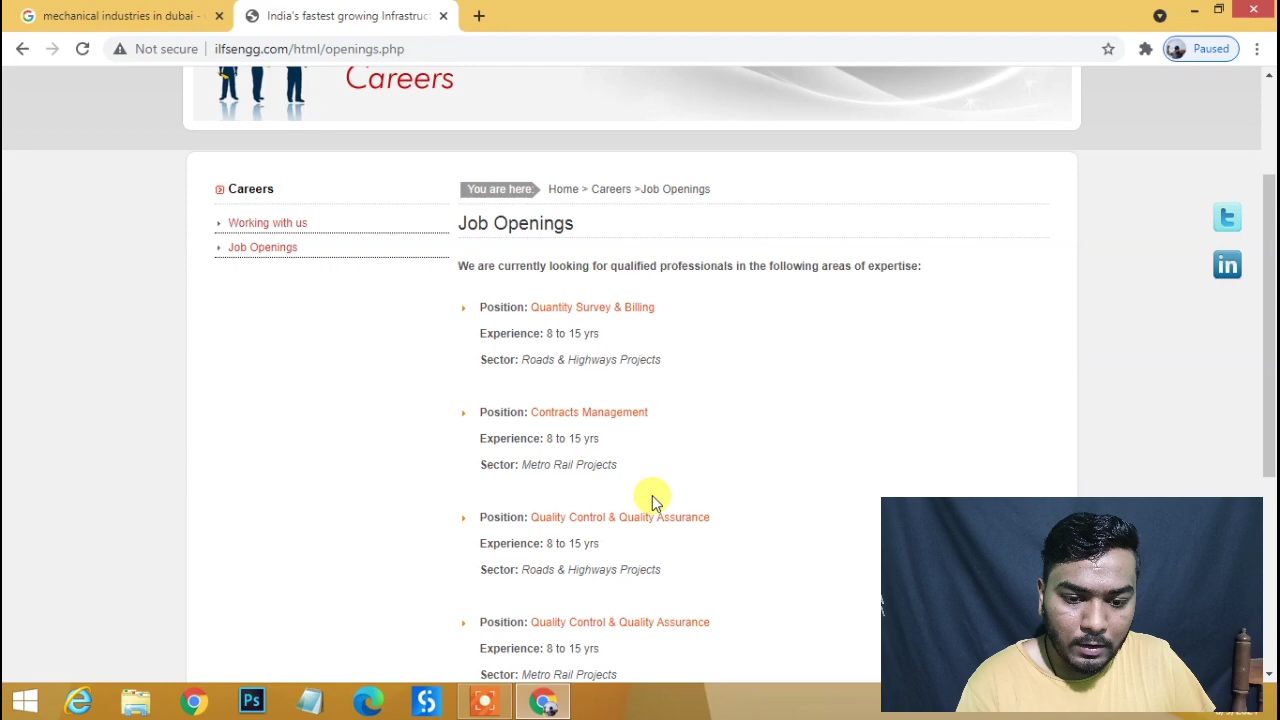 mechanical industries in dubai -
India's fastest growing Infrastruc
Paused
Not secure
ilfsengg.com/html/openings.php
Careers
Careers
You are here:
Home > Careers >Job Openings
Working with us
Job Openings
Job Openings
We are currently looking for qualified professionals in the following areas of expertise:
Position: Quantity Survey & Billing
Experience: 8 to 15 yrs
Sector: Roads & Highways Projects
Position: Contracts Management
Experience: 8 to 15 yrs
Sector: Metro Rail Projects
Position: Quality Control & Quality Assurance
Experience: 8 to 15 yrs
Sector: Roads & Highways Projects
Position: Quality Control & Quality Assurance
Experience: 8 to 15 yrs
Sector: Metro Rail Projects
t
in
Ps